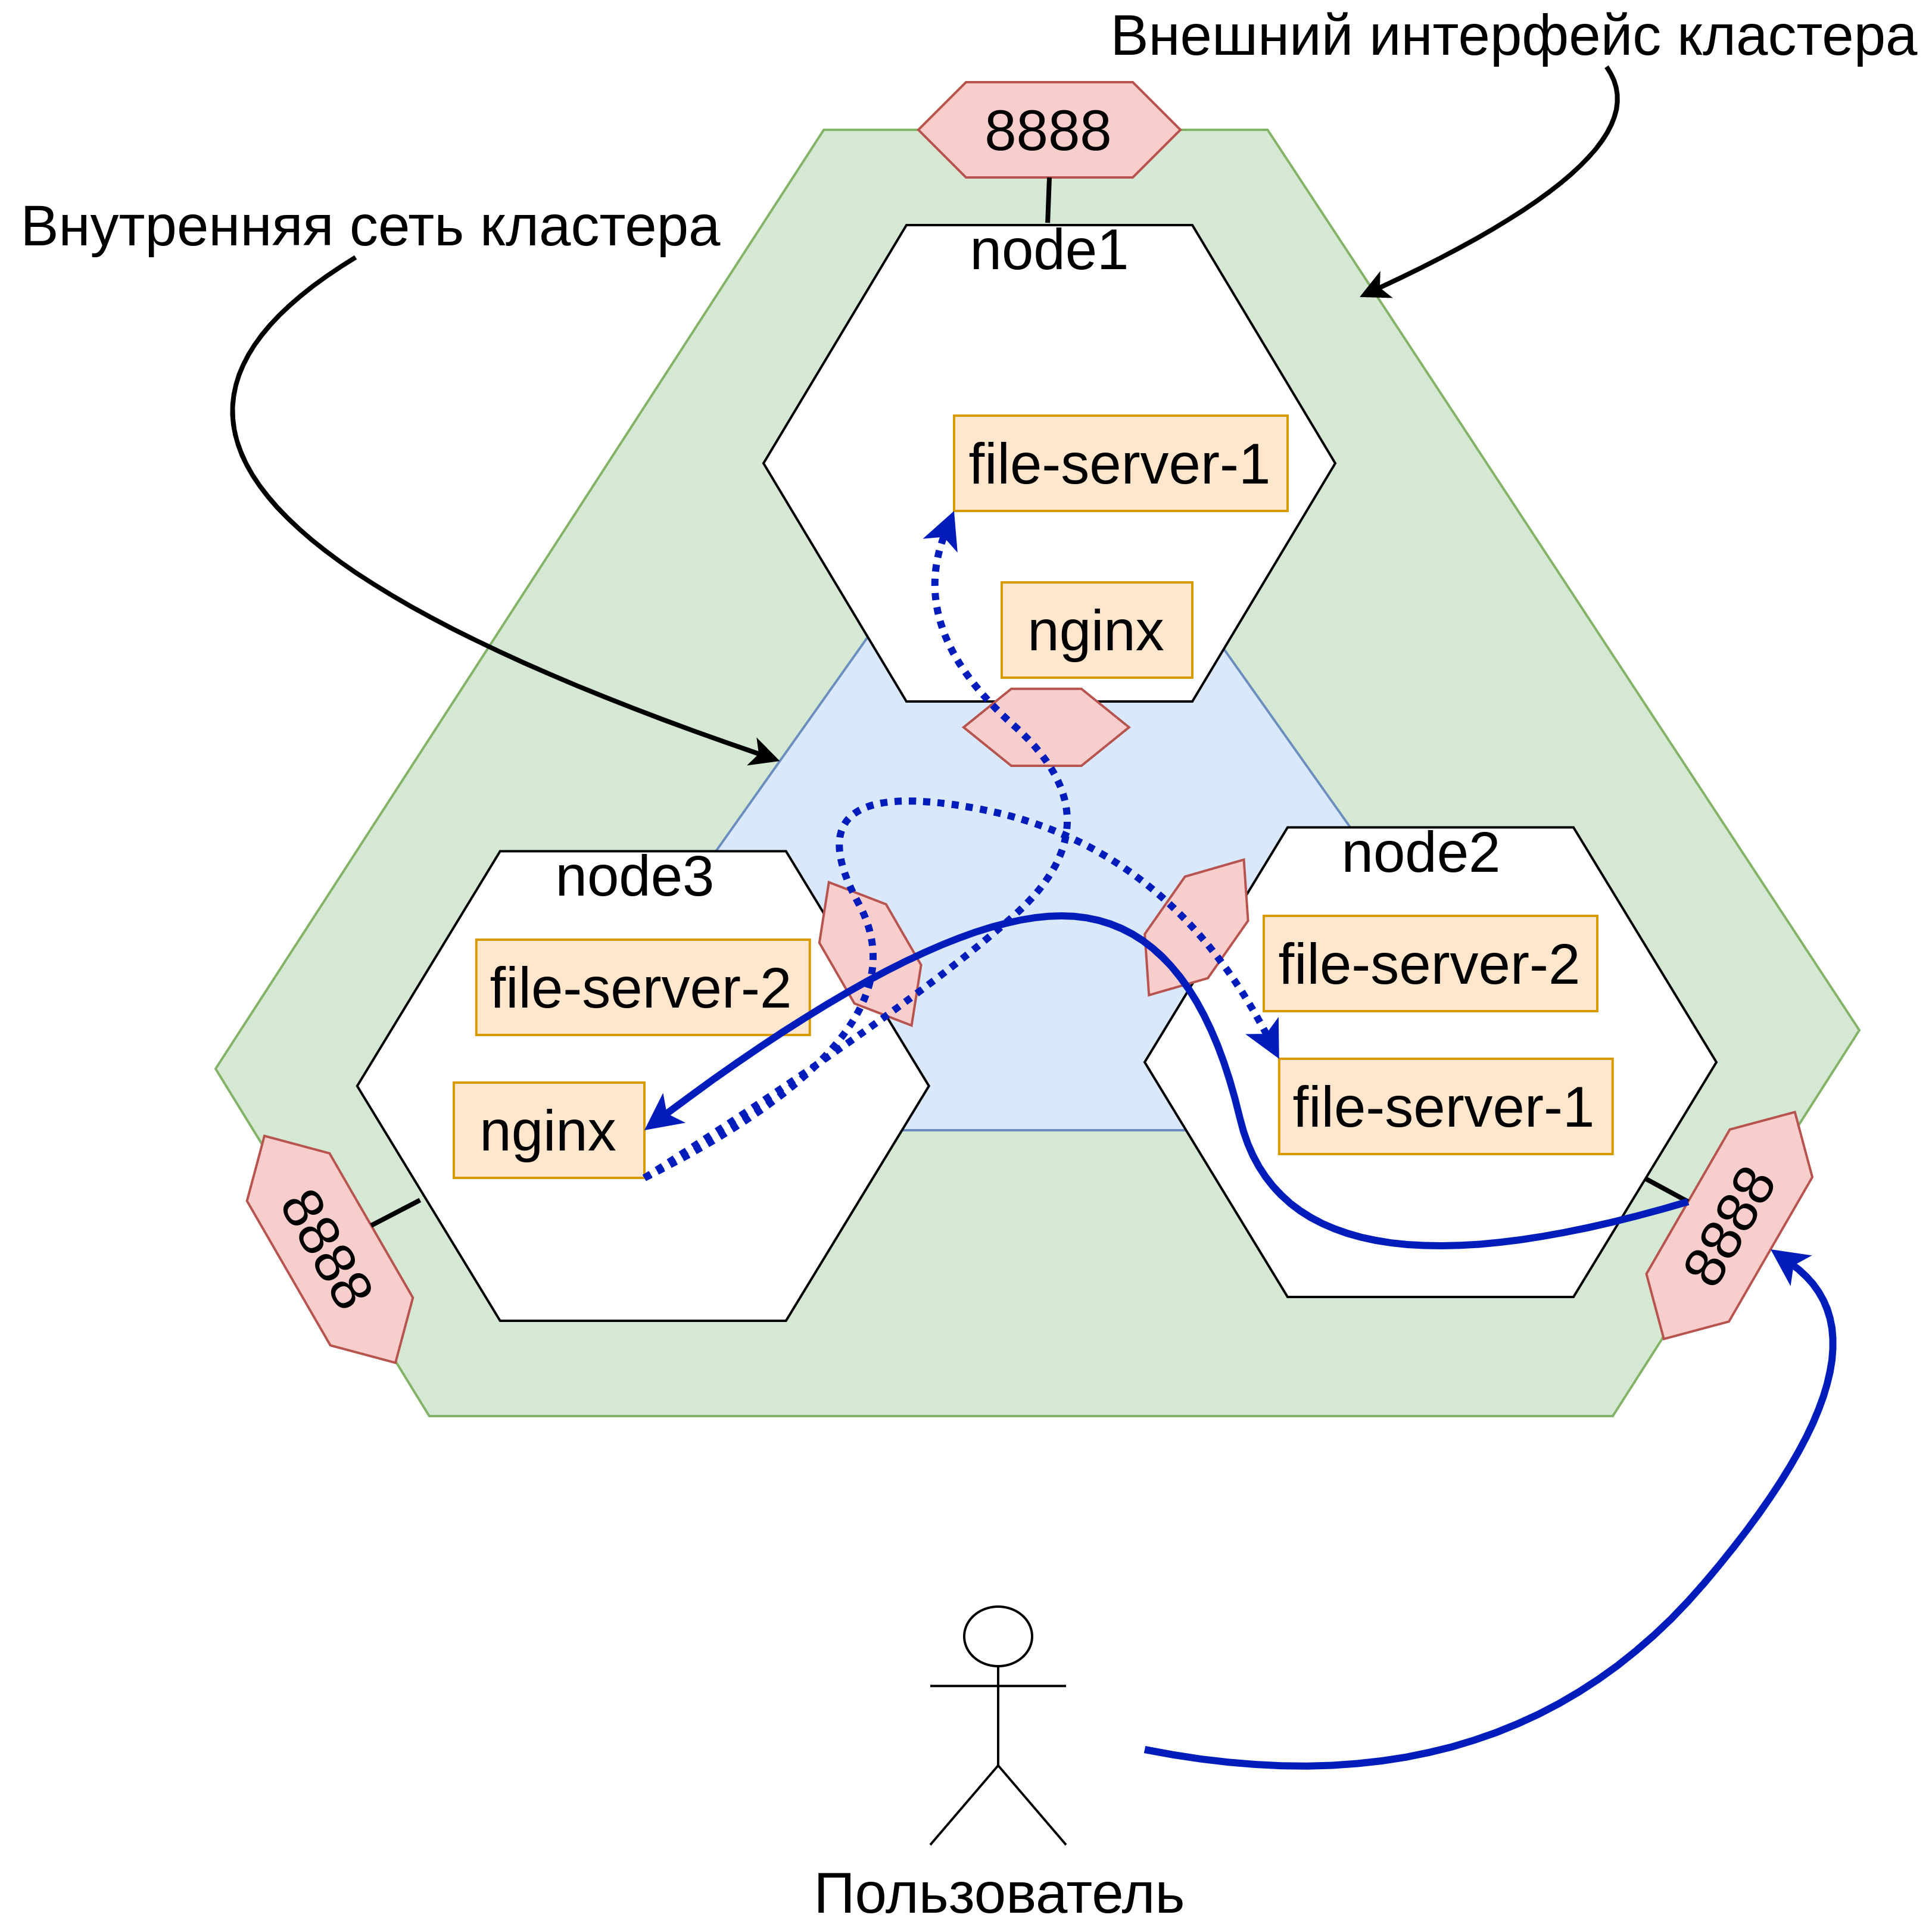 Внешний интерфейс кластера
8888
Внутренняя сеть кластера
node1
file-server-1
nginx
node3
file-server-2
nginx
8888
node2
file-server-2
file-server-1
8888
Пользователь